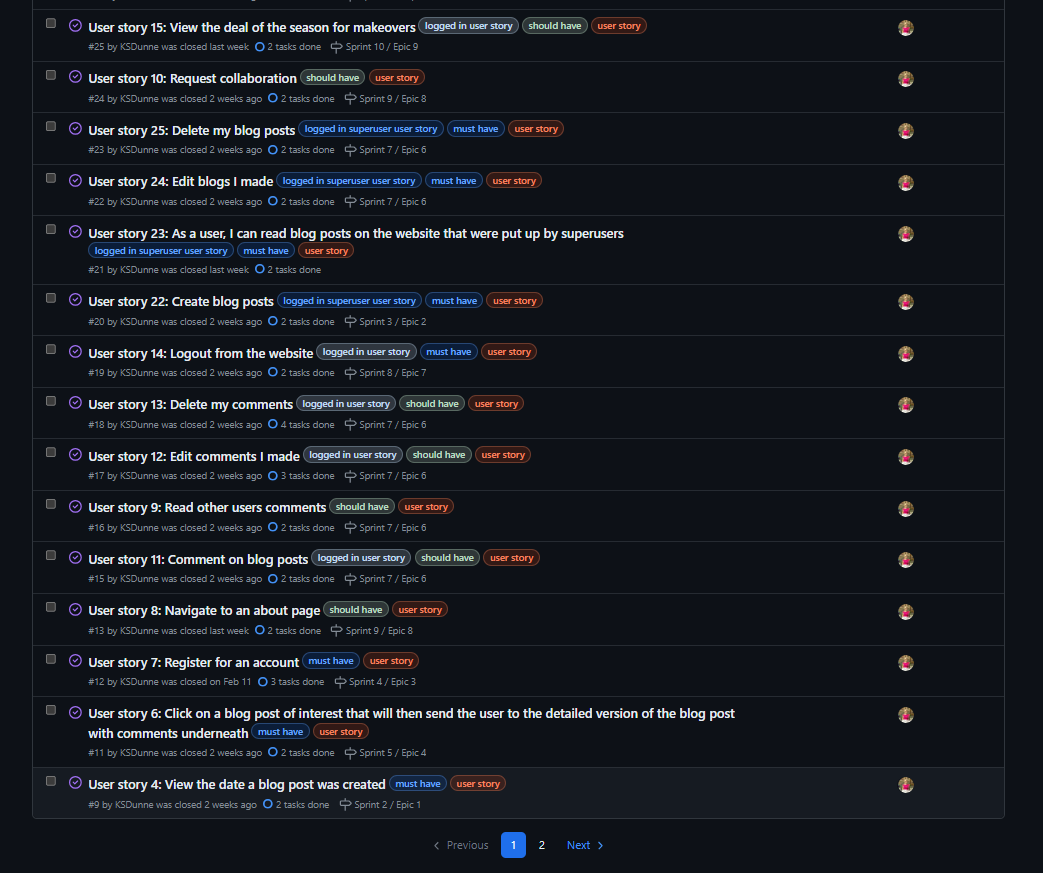 User story 15: View the deal of the season for makeovers logged in user story should have user story
#25 by KSDunne was closed last week 2 tasks done Sprint 10 / Epic 9
User story 10: Request collaboration should have user story
#24 by KSDunne was closed 2 weeks ago 2 tasks done Sprint 9 / Epic 8
User story 25: Delete my blog posts logged in superuser user story must have user story
#23 by KSDunne was closed 2 weeks ago 2 tasks done Sprint 7 / Epic 6
User story 24: Edit blogs I made logged in superuser user story must have user story
#22 by KSDunne was closed 2 weeks ago 2 tasks done Sprint 7 / Epic 6
User story 23: As a user, I can read blog posts on the website that were put up by superusers
logged in superuser user story must have user story
#21 by KSDunne was closed last week 2 tasks done
User story 22: Create blog posts logged in superuser user story must have user story
#20 by KSDunne was closed 2 weeks ago 2 tasks done Sprint 3 / Epic 2
User story 14: Logout from the website logged in user story must have user story
#19 by KSDunne was closed 2 weeks ago 2 tasks done Sprint 8 / Epic 7
User story 13: Delete my comments logged in user story should have user story
#18 by KSDunne was closed 2 weeks ago 4 tasks done Sprint 7 / Epic 6
User story 12: Edit comments I made logged in user story should have user story
#17 by KSDunne was closed 2 weeks ago 3 tasks done Sprint 7 / Epic 6
User story 9: Read other users comments should have user story
#16 by KSDunne was closed 2 weeks ago 2 tasks done Sprint 7 / Epic 6
User story 11: Comment on blog posts logged in user story should have user story
#15 by KSDunne was closed 2 weeks ago 2 tasks done Sprint 7 / Epic 6
User story 8: Navigate to an about page should have user story
#13 by KSDunne was closed last week 2 tasks done Sprint 9 / Epic 8
User story 7: Register for an account must have user story
#12 by KSDunne was closed on Feb 11 3 tasks done Sprint 4 / Epic 3
User story 6: Click on a blog post of interest that will then send the user to the detailed version of the blog post
with comments underneath must have user story
#11 by KSDunne was closed 2 weeks ago 2 tasks done Sprint 5 / Epic 4
User story 4: View the date a blog post was created must have user story
#9 by KSDunne was closed 2 weeks ago 2 tasks done Sprint 2 / Epic 1
Previous 1 2 Next